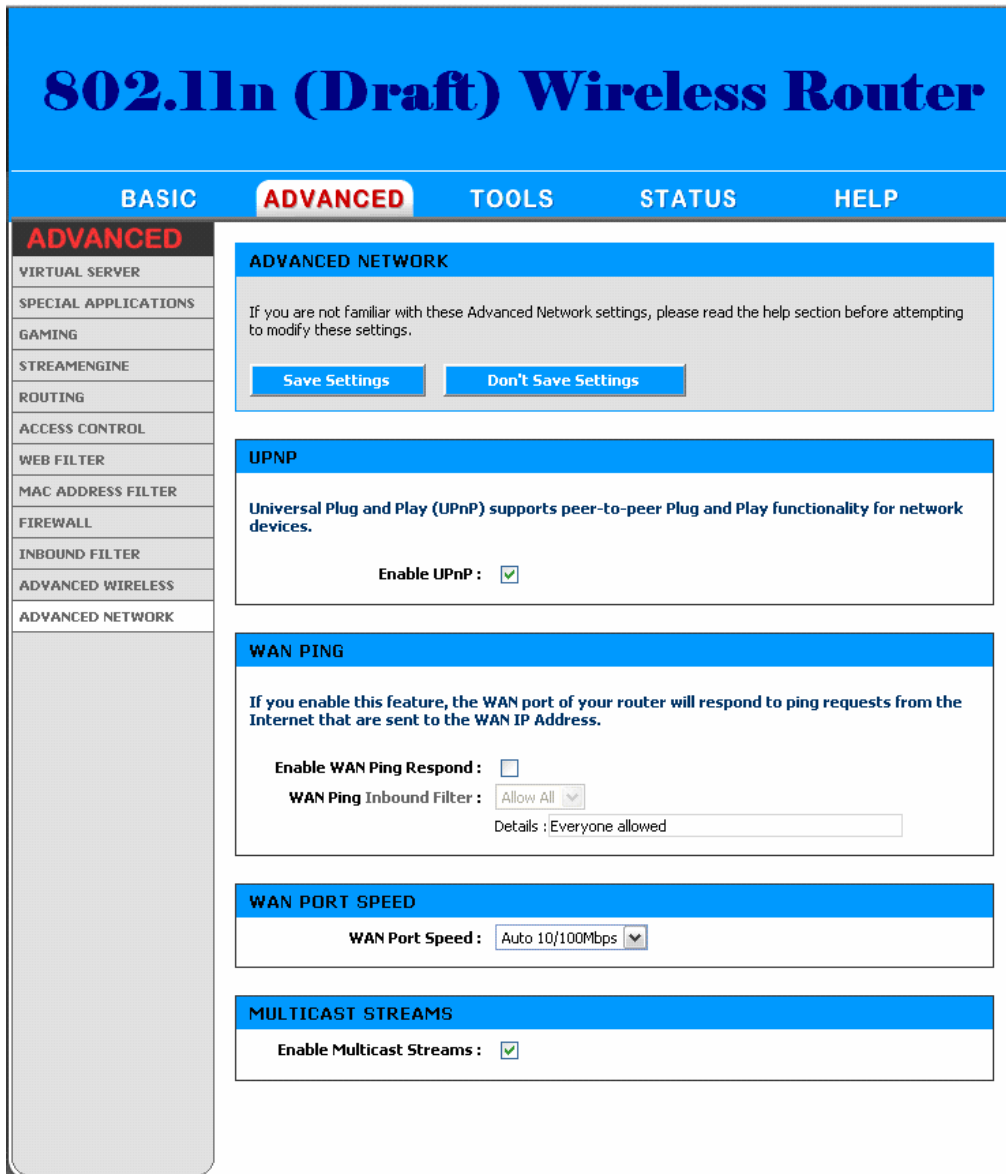 802.11n (Draft) Wireless Router
BASIC ADVANCED TOOLS STATUS HELP
ADVANCED
VIRTUAL SERVER
SPECIAL APPLICATIONS
GAMING
STREAMENGINE
ROUTING
ACCESS CONTROL
WEB FILTER
MAC ADDRESS FILTER
FIREWALL
INBOUND FILTER
ADVANCED WIRELESS
ADVANCED NETWORK
ADVANCED NETWORK
If you are not familiar with these Advanced Network settings, please read the help section before attempting
to modify these settings.
Save Settings Don't Save Settings
UPNP
Universal Plug and Play (UPnP) supports peer-to-peer Plug and Play functionality for network
devices.
Enable UPnP :
WAN PING
If you enable this feature, the WAN port of your router will respond to ping requests from the
Internet that are sent to the WAN IP Address.
Enable WAN Ping Respond :
WAN Ping Inbound Filter : Allow All
Details : Everyone allowed
WAN PORT SPEED
WAN Port Speed : Auto 10/100Mbps
MULTICAST STREAMS
Enable Multicast Streams :